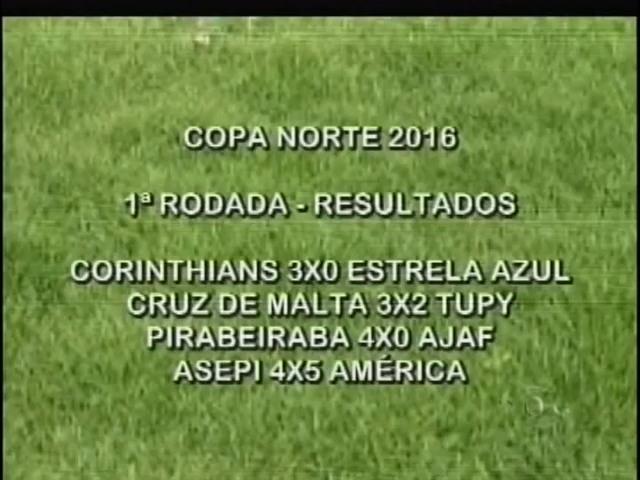 COPA NORTE 2016
1ª RODADA - RESULTADOS
CORINTHIANS 3X0 ESTRELA AZUL
CRUZ DE MALTA 3X2 TUPY
PIRABEIRABA 4X0 AJAF
ASEPI 4X5 AMÉRICA